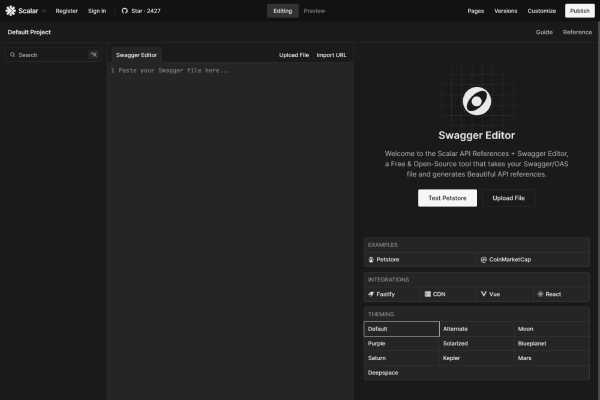 Scalar Register Sign In Star · 2427 Editing Preview Pages Versions Customize Publish
Default Project Guide Reference
Search ⌘K Swagger Editor Upload File Import URL
1 Paste your Swagger file here...
Swagger Editor
Welcome to the Scalar API References + Swagger Editor,
a Free & Open-Source tool that takes your Swagger/OAS
file and generates Beautiful API references.
Test Petstore Upload File
EXAMPLES
Petstore CoinMarketCap
INTEGRATIONS
Fastify CDN Vue React
THEMING
Default Alternate Moon
Purple Solarized Blueplanet
Saturn Kepler Mars
Deepspace